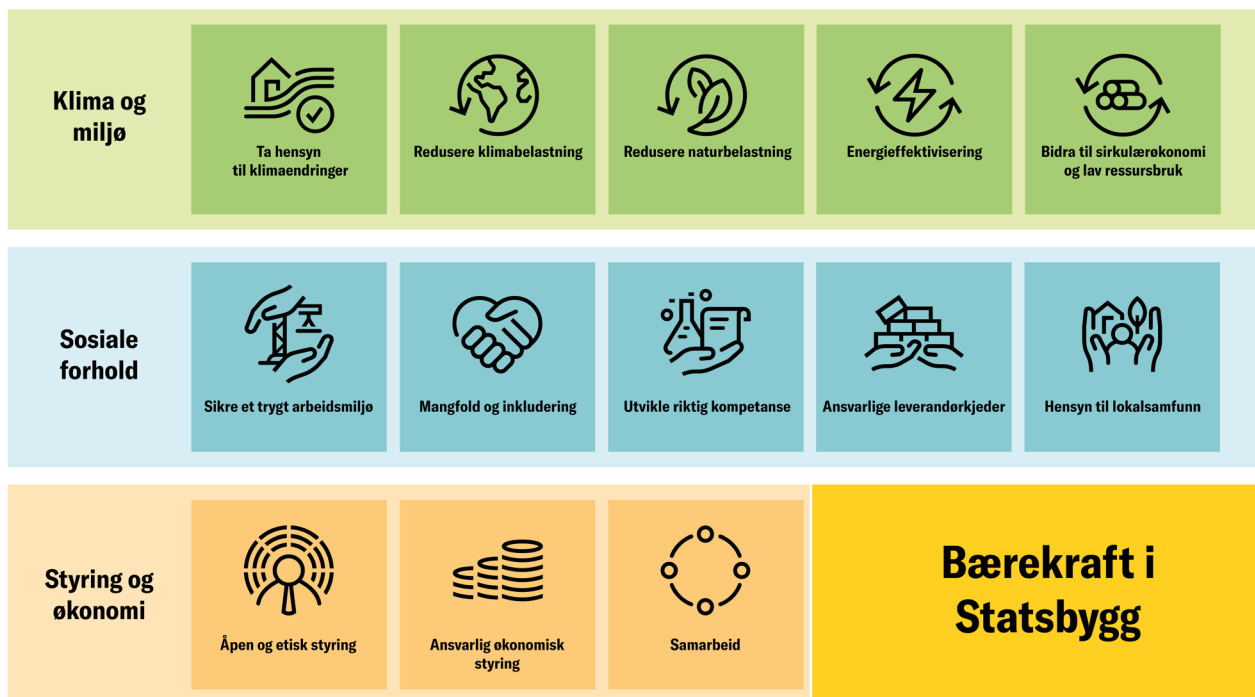 Klima og
miljø
Ta hensyn
til klimaendringer
Redusere klimabelastning
Redusere naturbelastning
Energieffektivisering
Bidra til sirkulærøkonomi
og lav ressursbruk
Sosiale
forhold
Sikre et trygt arbeidsmiljø
Mangfold og inkludering
Utvikle riktig kompetanse
Ansvarlige leverandørkjeder
Hensyn til lokalsamfunn
Styring og
økonomi
Åpen og etisk styring
Ansvarlig økonomisk
styring
Samarbeid
Bærekraft i
Statsbygg